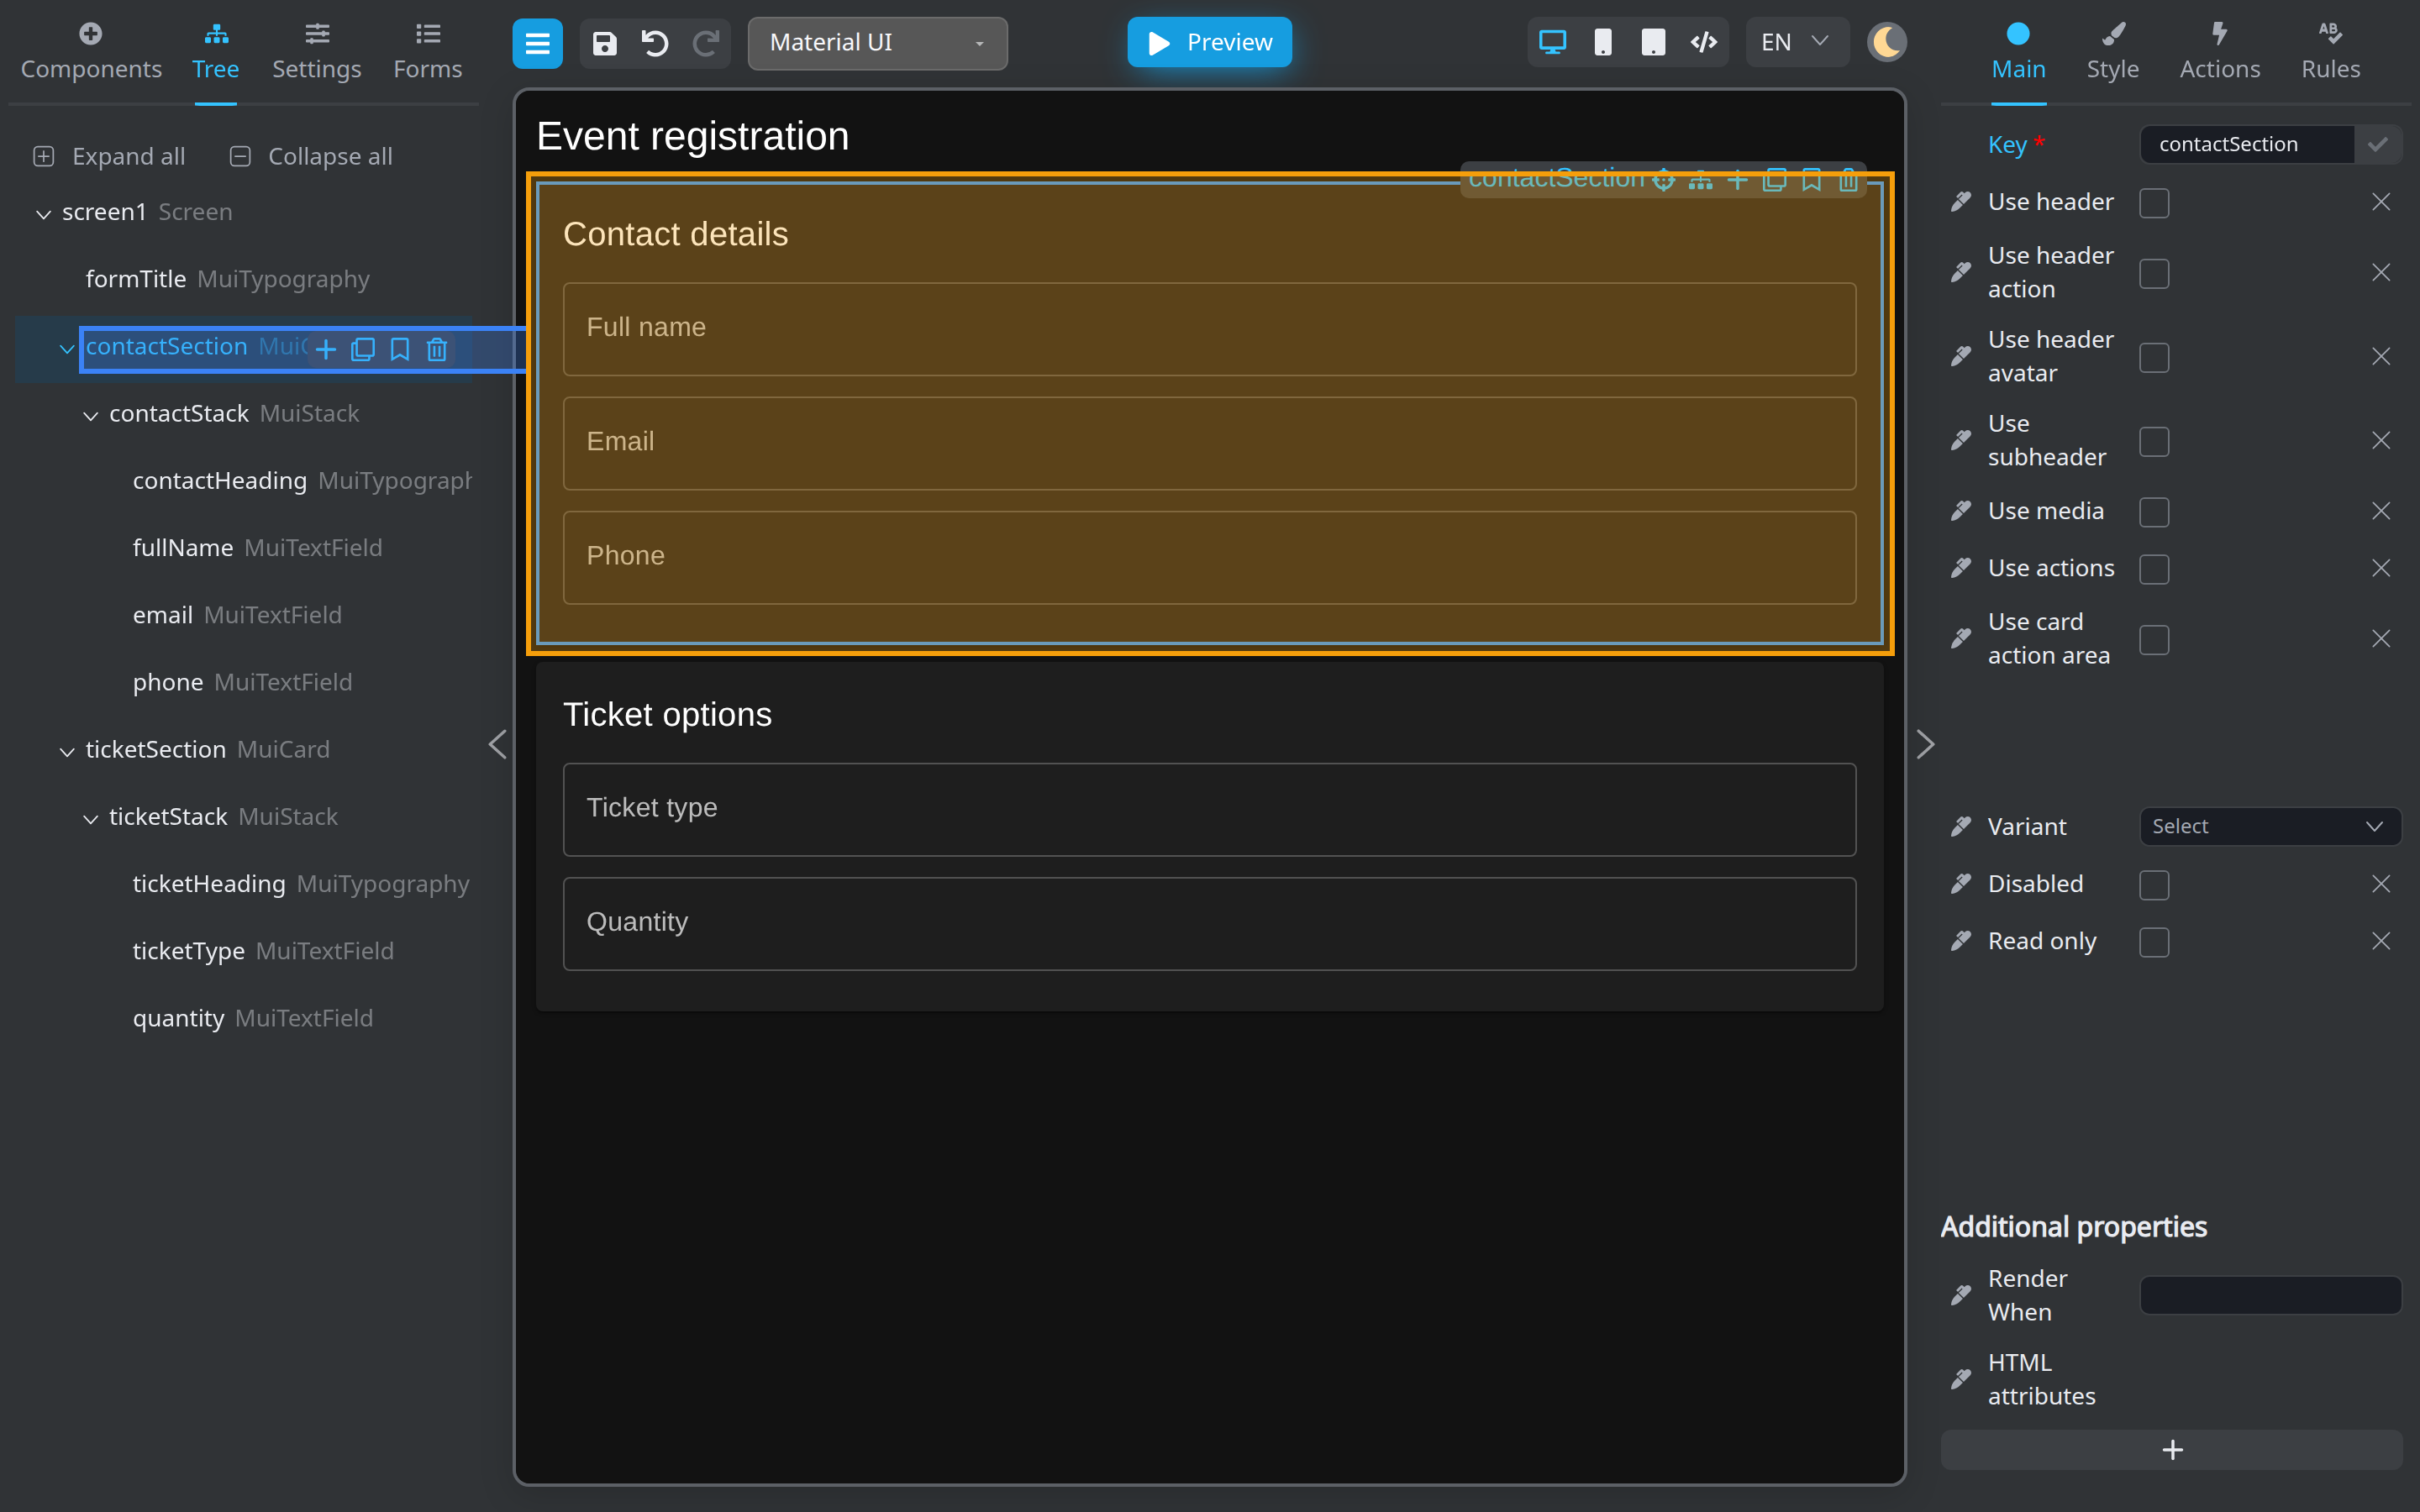 Components Tree Settings Forms
Material UI
Preview
EN
Main Style Actions Rules
Expand all Collapse all
screen1 Screen
formTitle MuiTypography
contactSection
contactStack MuiStack
contactHeading MuiTypograph
fullName MuiTextField
email MuiTextField
phone MuiTextField
ticketSection MuiCard
ticketStack MuiStack
ticketHeading MuiTypography
ticketType MuiTextField
quantity MuiTextField
Event registration
contactSection
Contact details
Full name
Email
Phone
Ticket options
Ticket type
Quantity
Key * contactSection
Use header
Use header
action
Use header
avatar
Use
subheader
Use media
Use actions
Use card
action area
Variant Select
Disabled
Read only
Additional properties
Render
When
HTML
attributes